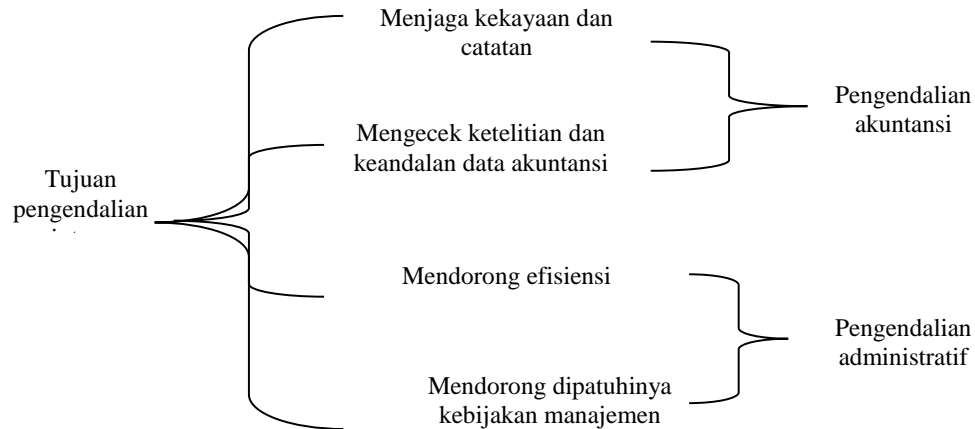 Tujuan
pengendalian
Menjaga kekayaan dan
catatan
Mengecek ketelitian dan
keandalan data akuntansi
Mendorong efisiensi
Mendorong dipatuhinya
kebijakan manajemen
Pengendalian
akuntansi
Pengendalian
administratif